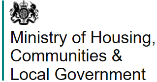 Ministry of Housing,
Communities &
Local Government